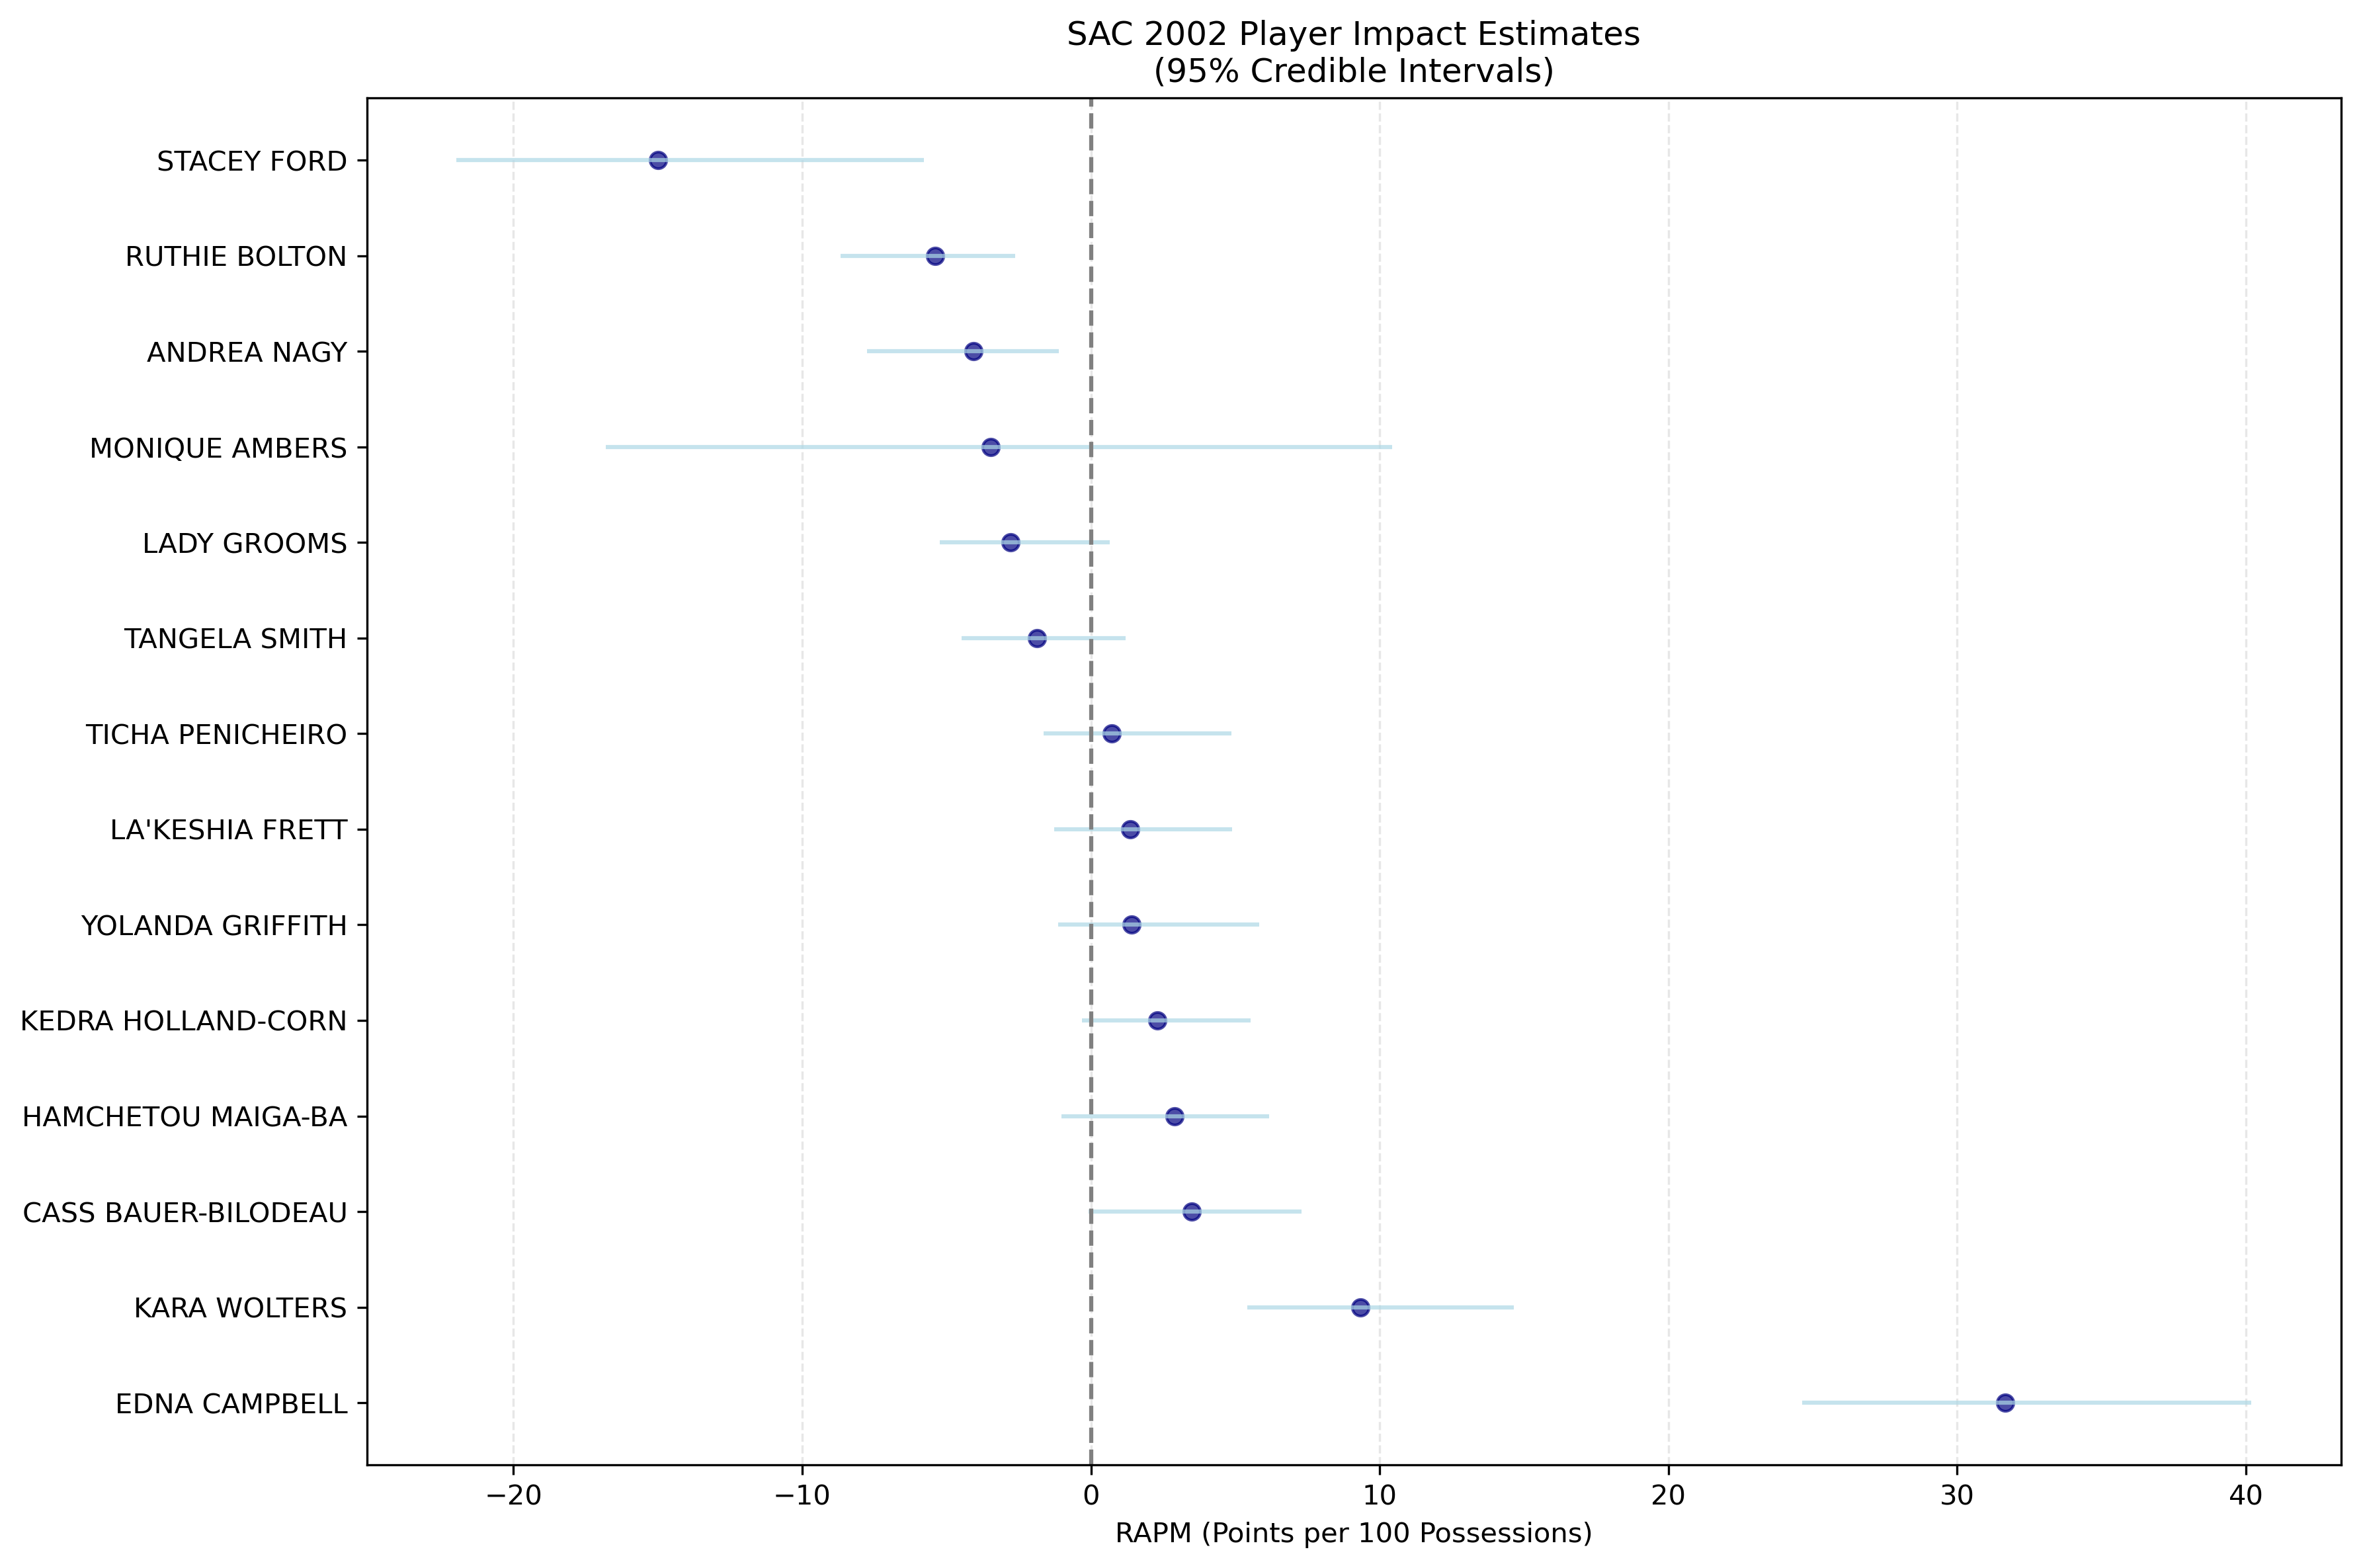 SAC 2002 Player Impact Estimates
(95% Credible Intervals)
STACEY FORD
RUTHIE BOLTON
ANDREA NAGY
MONIQUE AMBERS
LADY GROOMS
TANGELA SMITH
TICHA PENICHEIRO
LA'KESHIA FRETT
YOLANDA GRIFFITH
KEDRA HOLLAND-CORN
HAMCHETOU MAIGA-BA
CASS BAUER-BILODEAU
KARA WOLTERS
EDNA CAMPBELL
−20 −10 0 10 20 30 40
RAPM (Points per 100 Possessions)